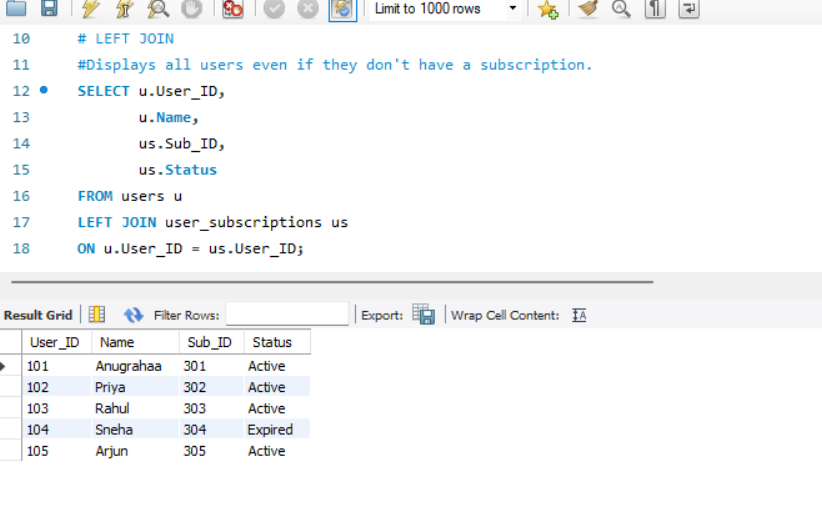 Limit to 1000 rows
10 # LEFT JOIN
11 #Displays all users even if they don't have a subscription.
12 SELECT u.User_ID,
13 u.Name,
14 us.Sub_ID,
15 us.Status
16 FROM users u
17 LEFT JOIN user_subscriptions us
18 ON u.User_ID = us.User_ID;
Result Grid Filter Rows: Export: Wrap Cell Content: IA
User_ID Name Sub_ID Status
101 Anugrahaa 301 Active
102 Priya 302 Active
103 Rahul 303 Active
104 Sneha 304 Expired
105 Arjun 305 Active